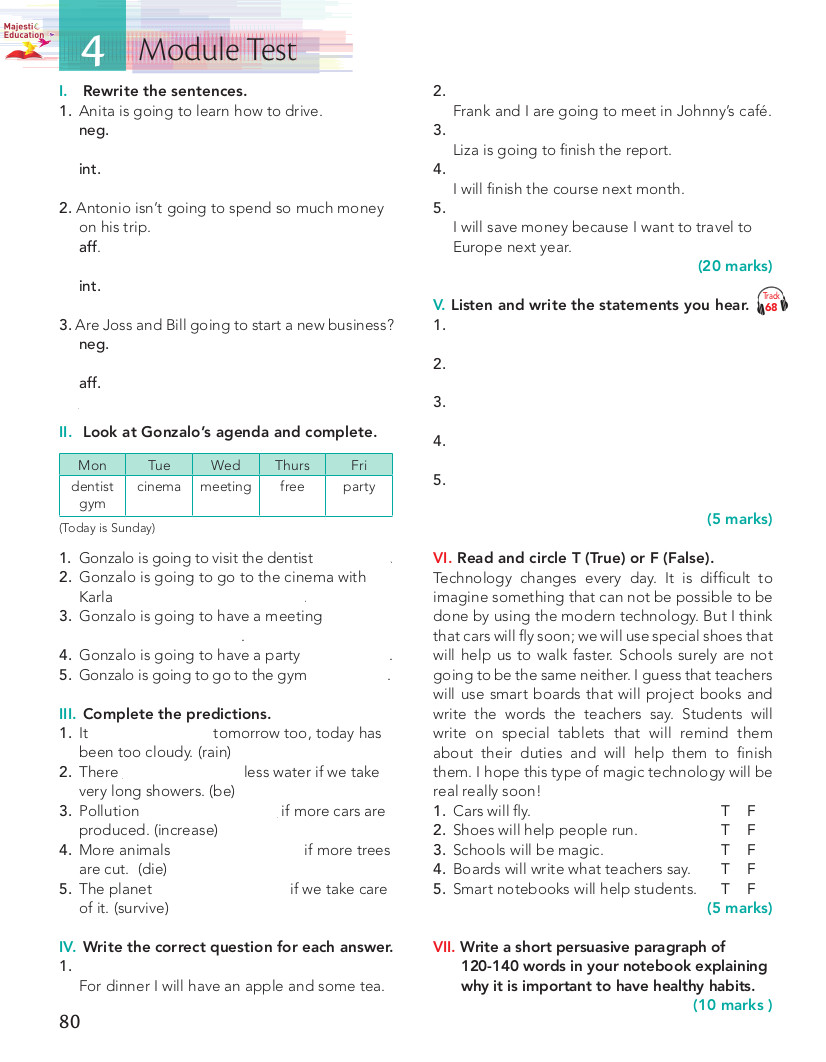 Majestic
Education
4 Module Test
I. Rewrite the sentences.
1. Anita is going to learn how to drive.
neg.
int.
2. Antonio isn't going to spend so much money
on his trip.
aff.
int.
3. Are Joss and Bill going to start a new business?
neg.
aff.
II. Look at Gonzalo's agenda and complete.
Mon Tue Wed Thurs Fri
dentist cinema meeting free party
gym
(Today is Sunday)
1. Gonzalo is going to visit the dentist .
2. Gonzalo is going to go to the cinema with
Karla .
3. Gonzalo is going to have a meeting
.
4. Gonzalo is going to have a party .
5. Gonzalo is going to go to the gym .
III. Complete the predictions.
1. It tomorrow too, today has
been too cloudy. (rain)
2. There less water if we take
very long showers. (be)
3. Pollution if more cars are
produced. (increase)
4. More animals if more trees
are cut. (die)
5. The planet if we take care
of it. (survive)
IV. Write the correct question for each answer.
1.
For dinner I will have an apple and some tea.
80
2.
Frank and I are going to meet in Johnny's café.
3.
Liza is going to finish the report.
4.
I will finish the course next month.
5.
I will save money because I want to travel to
Europe next year.
(20 marks)
V. Listen and write the statements you hear.
Track
68
1.
2.
3.
4.
5.
(5 marks)
VI. Read and circle T (True) or F (False).
Technology changes every day. It is difficult to
imagine something that can not be possible to be
done by using the modern technology. But I think
that cars will fly soon; we will use special shoes that
will help us to walk faster. Schools surely are not
going to be the same neither. I guess that teachers
will use smart boards that will project books and
write the words the teachers say. Students will
write on special tablets that will remind them
about their duties and will help them to finish
them. I hope this type of magic technology will be
real really soon!
1. Cars will fly. T F
2. Shoes will help people run. T F
3. Schools will be magic. T F
4. Boards will write what teachers say. T F
5. Smart notebooks will help students. T F
(5 marks)
VII. Write a short persuasive paragraph of
120-140 words in your notebook explaining
why it is important to have healthy habits.
(10 marks )